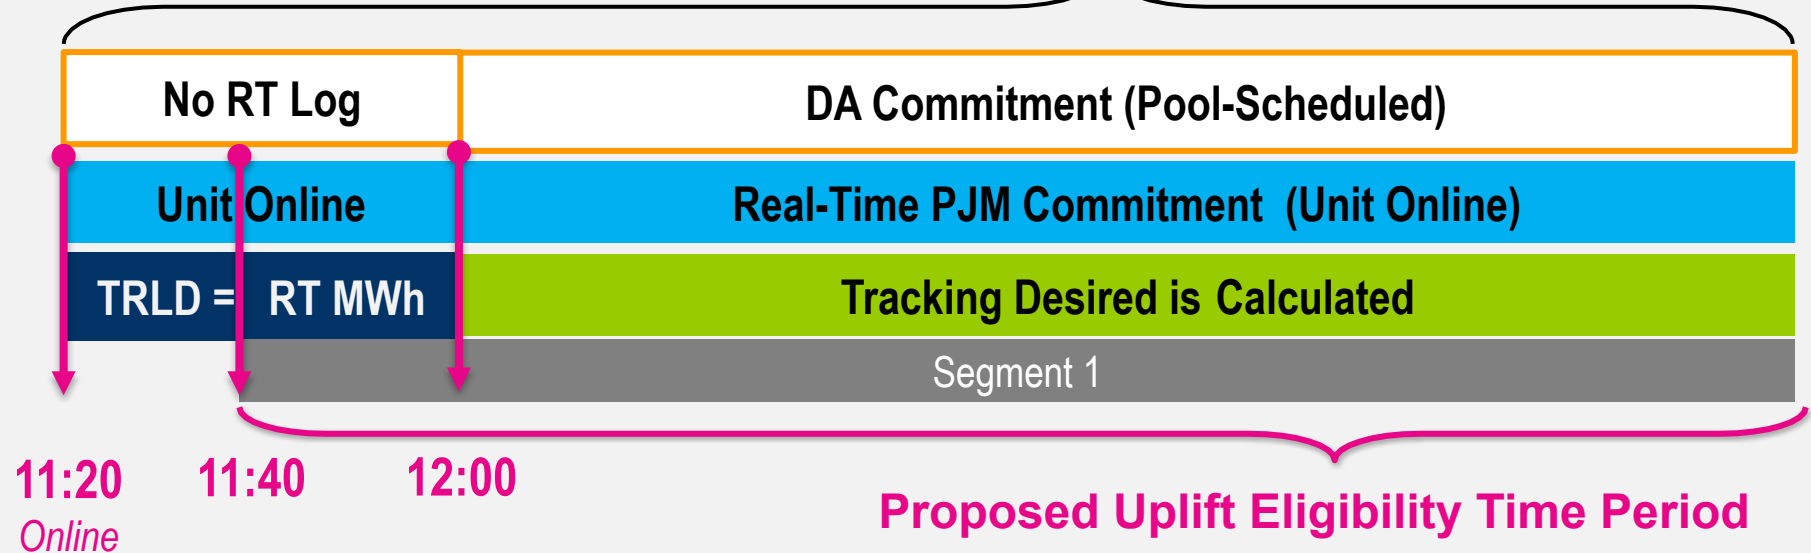 No RT Log
DA Commitment (Pool-Scheduled)
Unit Online
Real-Time PJM Commitment (Unit Online)
TRLD = RT MWh
Tracking Desired is Calculated
Segment 1
11:20
11:40
12:00
Online
Proposed Uplift Eligibility Time Period